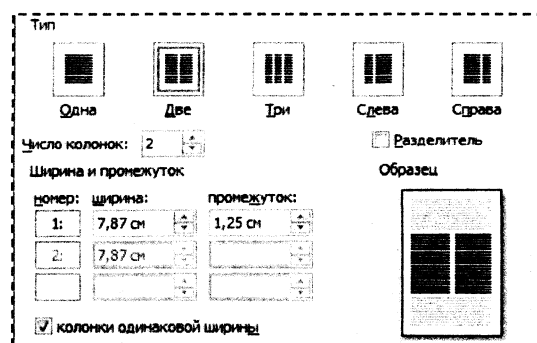 Тип
Одна Две Три Слева Справа
Число колонок: 2 Разделитель
Ширина и промежуток Образец
номер: ширина: промежуток:
1: 7,87 см 1,25 см
2: 7,87 см
колонки одинаковой ширины